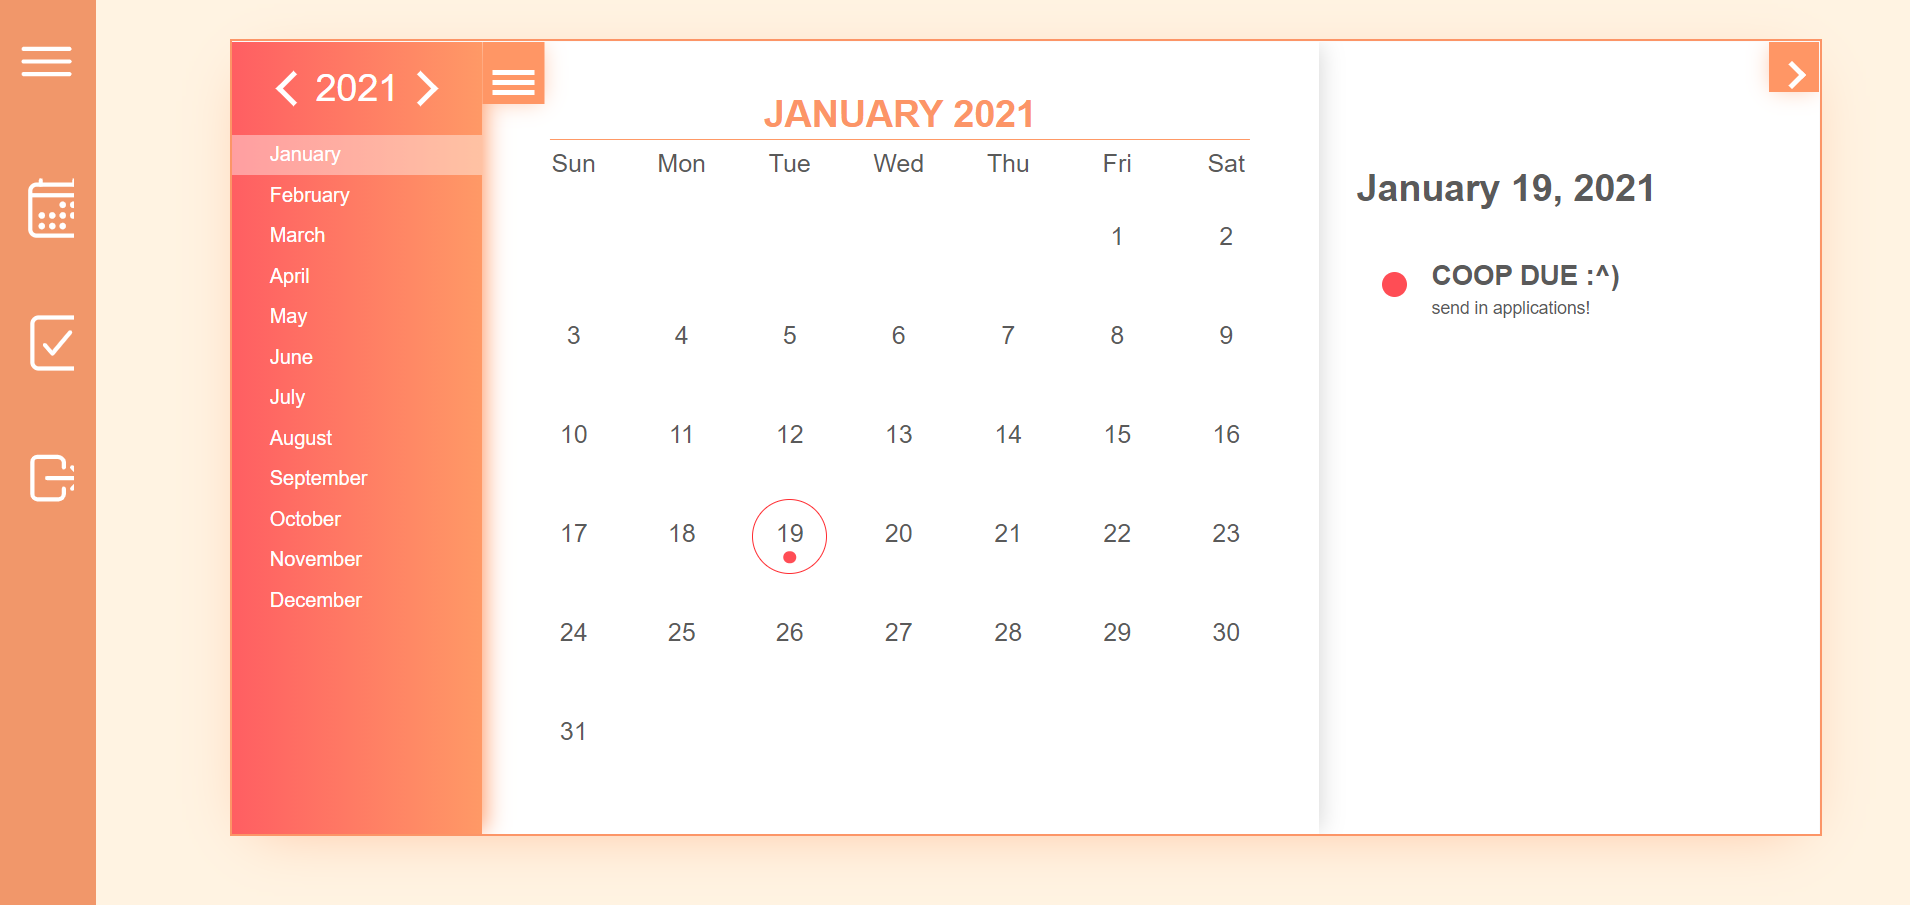 2021
January
February
March
April
May
June
July
August
September
October
November
December
JANUARY 2021
Sun Mon Tue Wed Thu Fri Sat
1 2
3 4 5 6 7 8 9
10 11 12 13 14 15 16
17 18 19 20 21 22 23
24 25 26 27 28 29 30
31
January 19, 2021
COOP DUE :^)
send in applications!